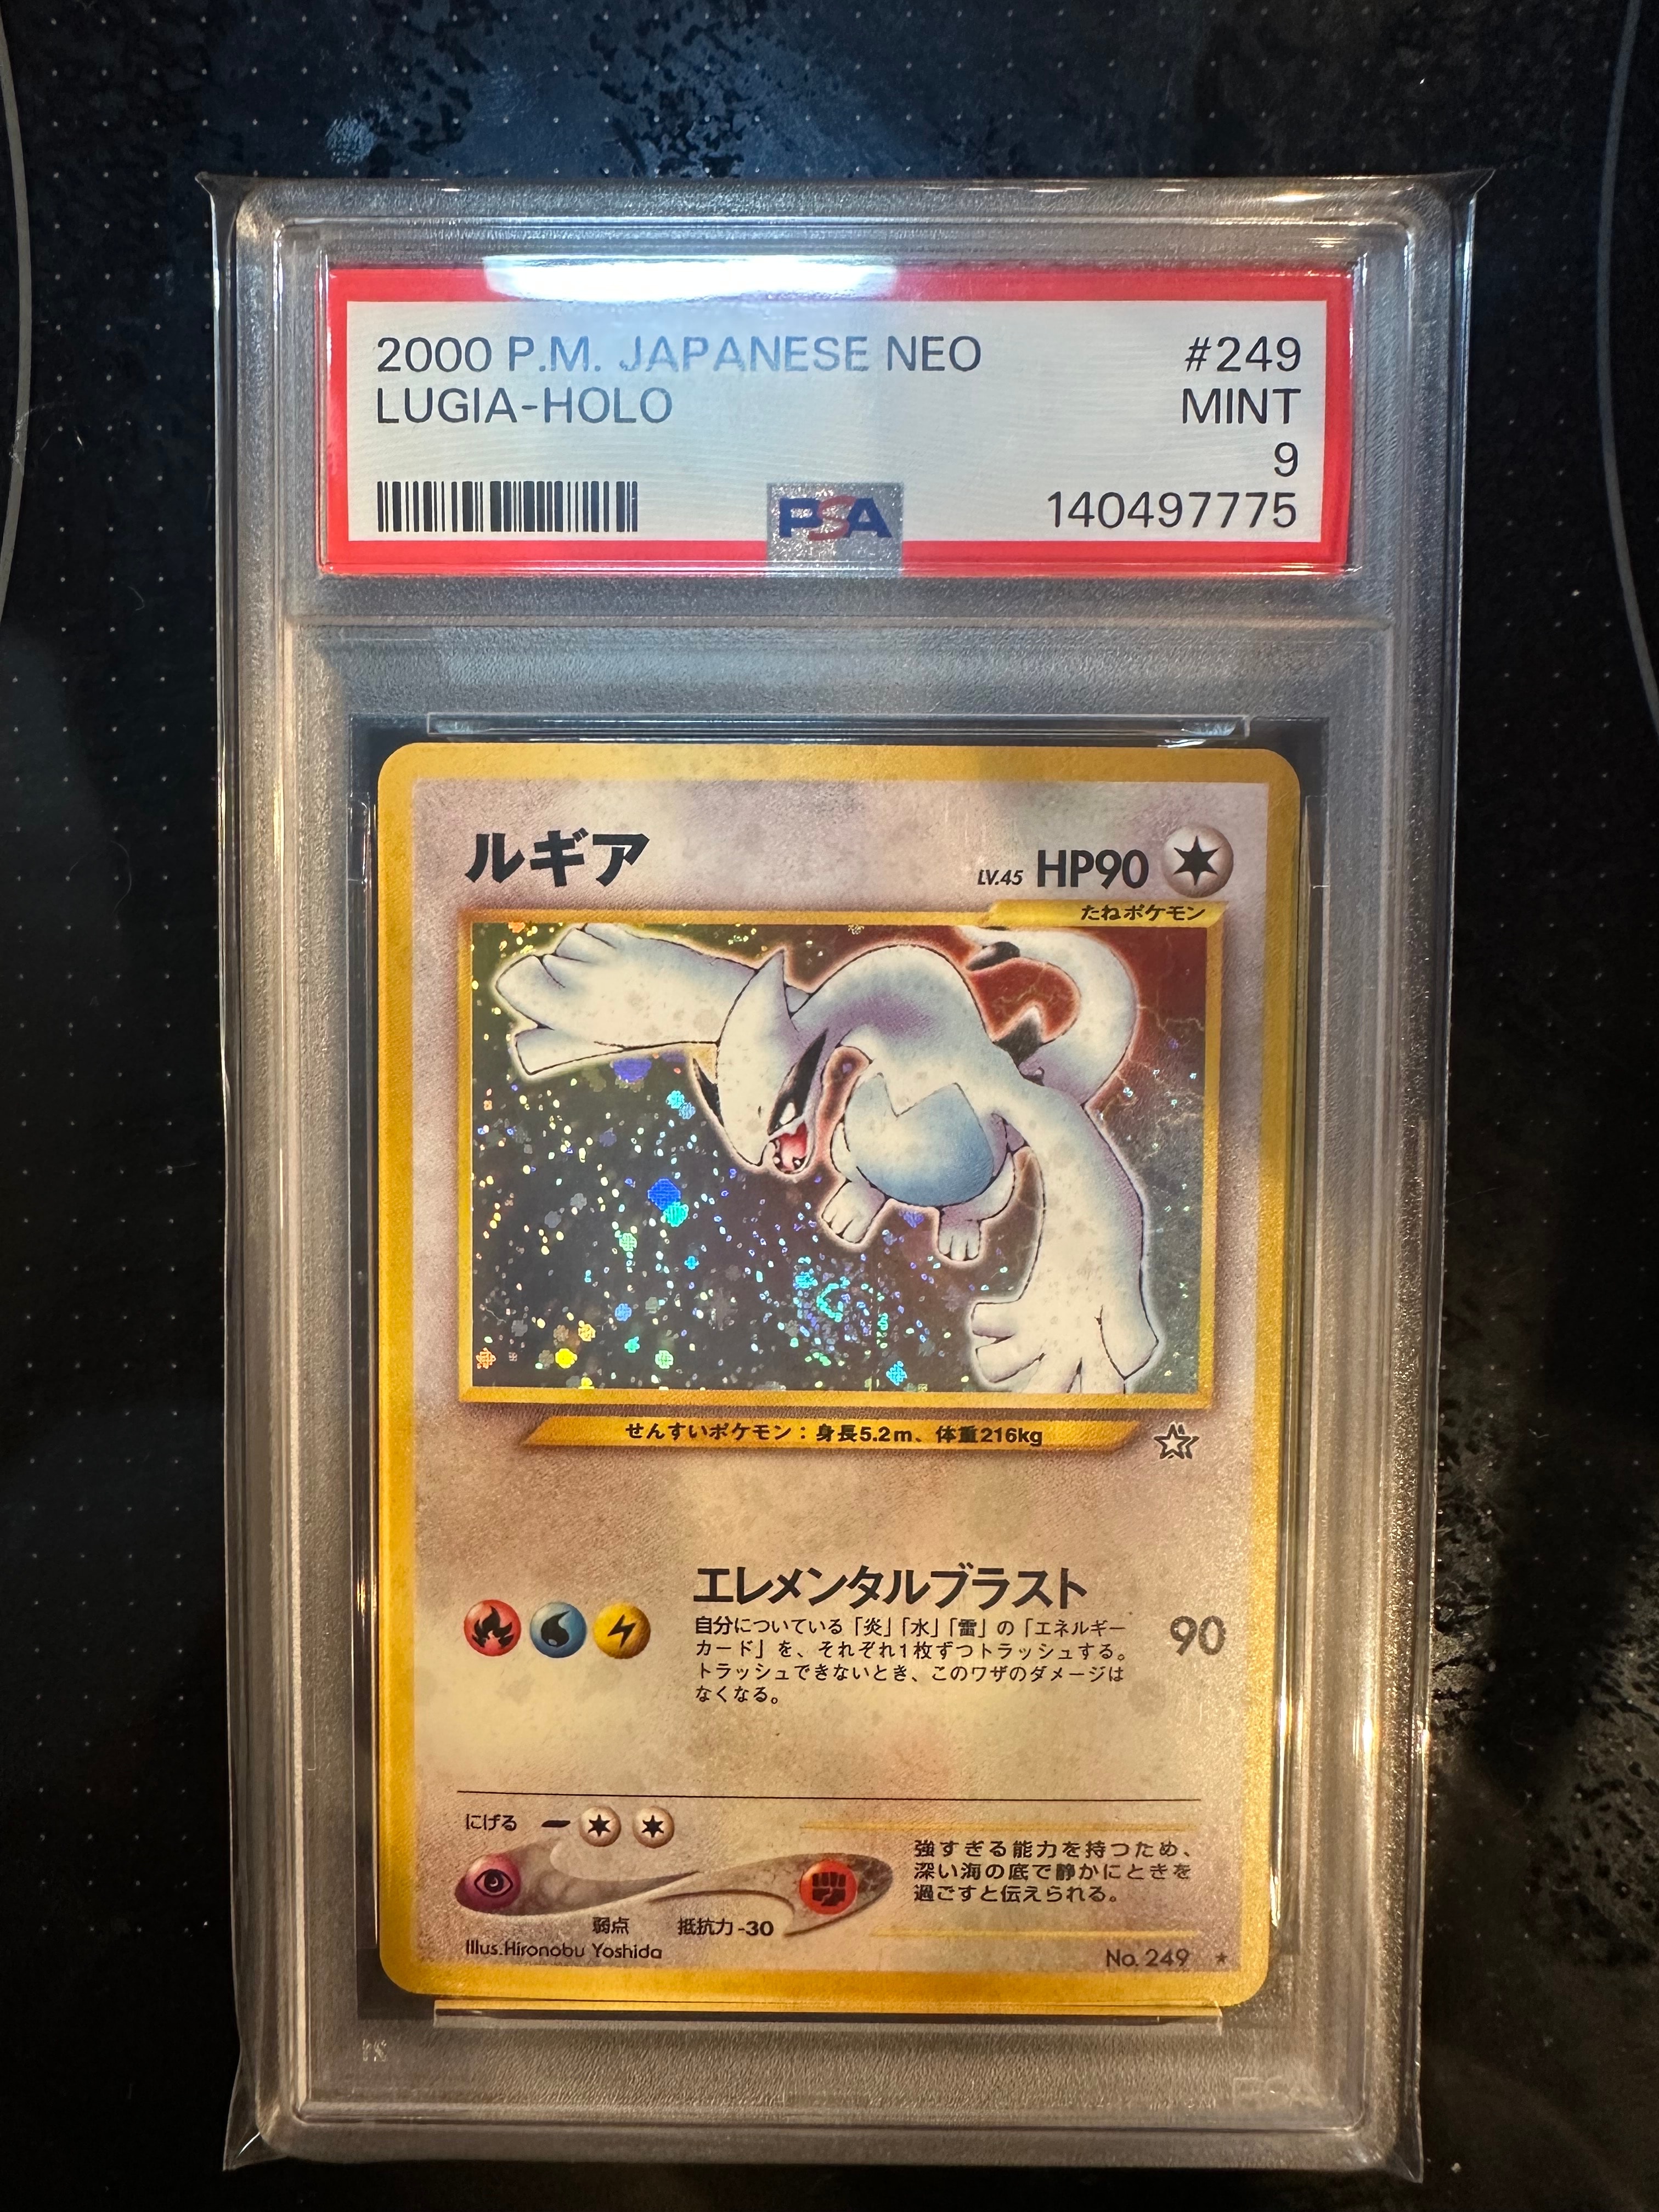 2000 P.M. JAPANESE NEO #249
LUGIA-HOLO MINT
9
PSA 140497775
ルギア LV.45 HP90
たねポケモン
せんすいポケモン：身長5.2m、体重216kg
エレメンタルブラスト
自分についている「炎」「水」「雷」の「エネルギー
カード」を、それぞれ1枚ずつトラッシュする。
トラッシュできないとき、このワザのダメージは
なくなる。
90
にげる
強すぎる能力を持つため、
深い海の底で静かにときを
過ごすと伝えられる。
弱点 抵抗力-30
Illus.Hironobu Yoshida
No.249 ★